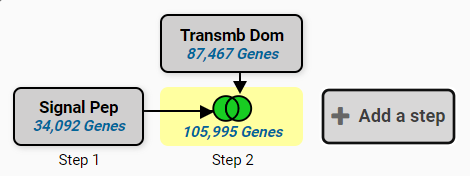 Transmb Dom
87,467 Genes
Signal Pep
34,092 Genes
105,995 Genes
Add a step
Step 1
Step 2